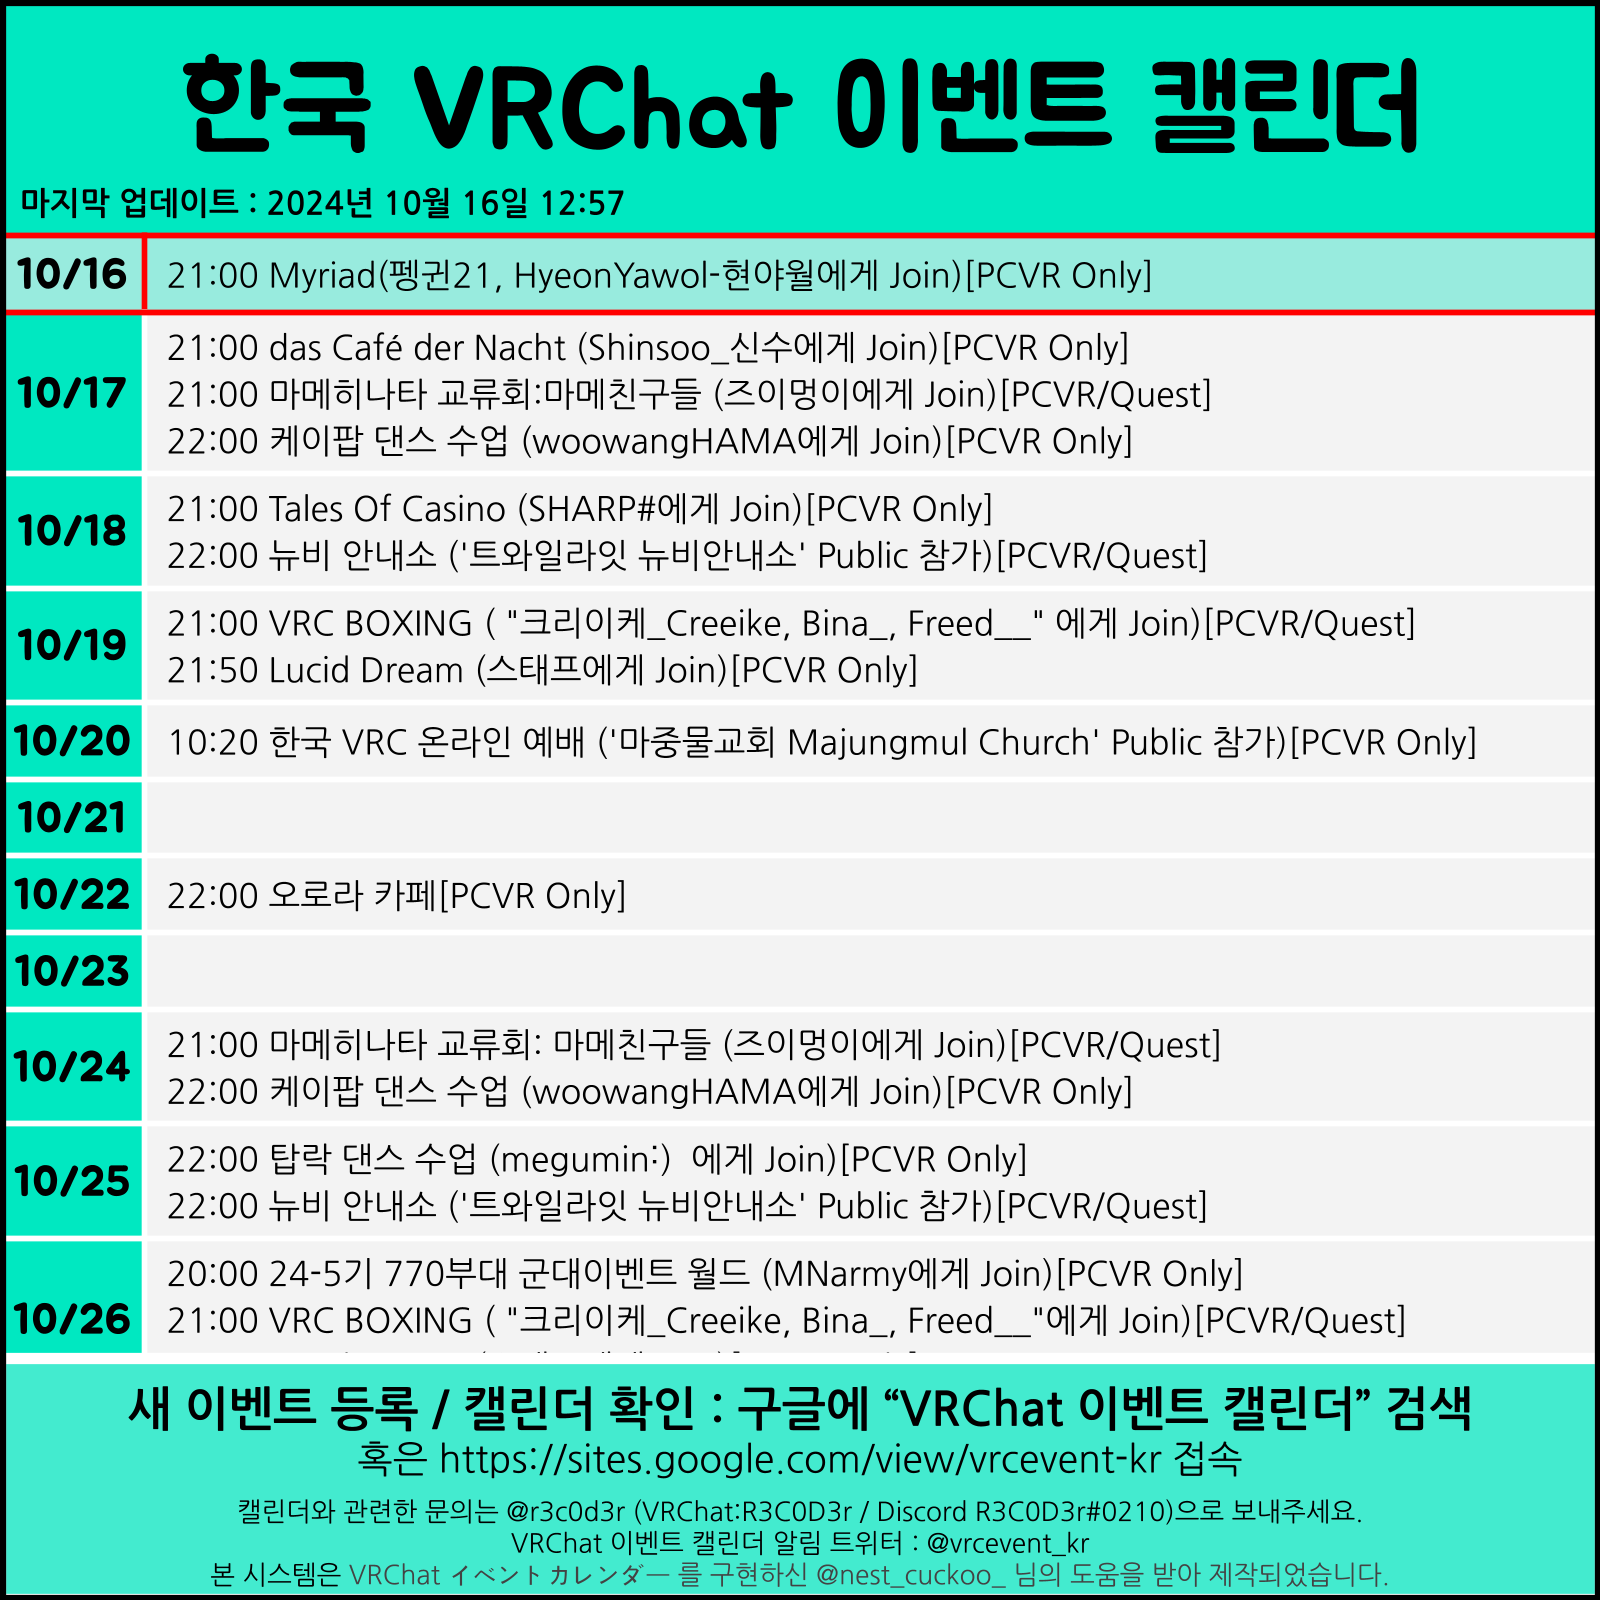 한국 VRChat 이벤트 캘린더
마지막 업데이트 : 2024년 10월 16일 12:57
10/16
21:00 Myriad(펭귄21, HyeonYawol-현야월에게 Join)[PCVR Only]
10/17
21:00 das Café der Nacht (Shinsoo_신수에게 Join)[PCVR Only]
21:00 마메히나타 교류회:마메친구들 (즈이멍이에게 Join)[PCVR/Quest]
22:00 케이팝 댄스 수업 (woowangHAMA에게 Join)[PCVR Only]
10/18
21:00 Tales Of Casino (SHARP#에게 Join)[PCVR Only]
22:00 뉴비 안내소 ('트와일라잇 뉴비안내소' Public 참가)[PCVR/Quest]
10/19
21:00 VRC BOXING ( "크리이케_Creeike, Bina_, Freed__" 에게 Join)[PCVR/Quest]
21:50 Lucid Dream (스태프에게 Join)[PCVR Only]
10/20
10:20 한국 VRC 온라인 예배 ('마중물교회 Majungmul Church' Public 참가)[PCVR Only]
10/21
10/22
22:00 오로라 카페[PCVR Only]
10/23
10/24
21:00 마메히나타 교류회: 마메친구들 (즈이멍이에게 Join)[PCVR/Quest]
22:00 케이팝 댄스 수업 (woowangHAMA에게 Join)[PCVR Only]
10/25
22:00 탑락 댄스 수업 (megumin:)  에게 Join)[PCVR Only]
22:00 뉴비 안내소 ('트와일라잇 뉴비안내소' Public 참가)[PCVR/Quest]
10/26
20:00 24-5기 770부대 군대이벤트 월드 (MNarmy에게 Join)[PCVR Only]
21:00 VRC BOXING ( "크리이케_Creeike, Bina_, Freed__"에게 Join)[PCVR/Quest]
새 이벤트 등록 / 캘린더 확인 : 구글에 “VRChat 이벤트 캘린더” 검색
혹은 https://sites.google.com/view/vrcevent-kr 접속
캘린더와 관련한 문의는 @r3c0d3r (VRChat:R3C0D3r / Discord R3C0D3r#0210)으로 보내주세요.
VRChat 이벤트 캘린더 알림 트위터 : @vrcevent_kr
본 시스템은 VRChat イベントカレンダー 를 구현하신 @nest_cuckoo_ 님의 도움을 받아 제작되었습니다.